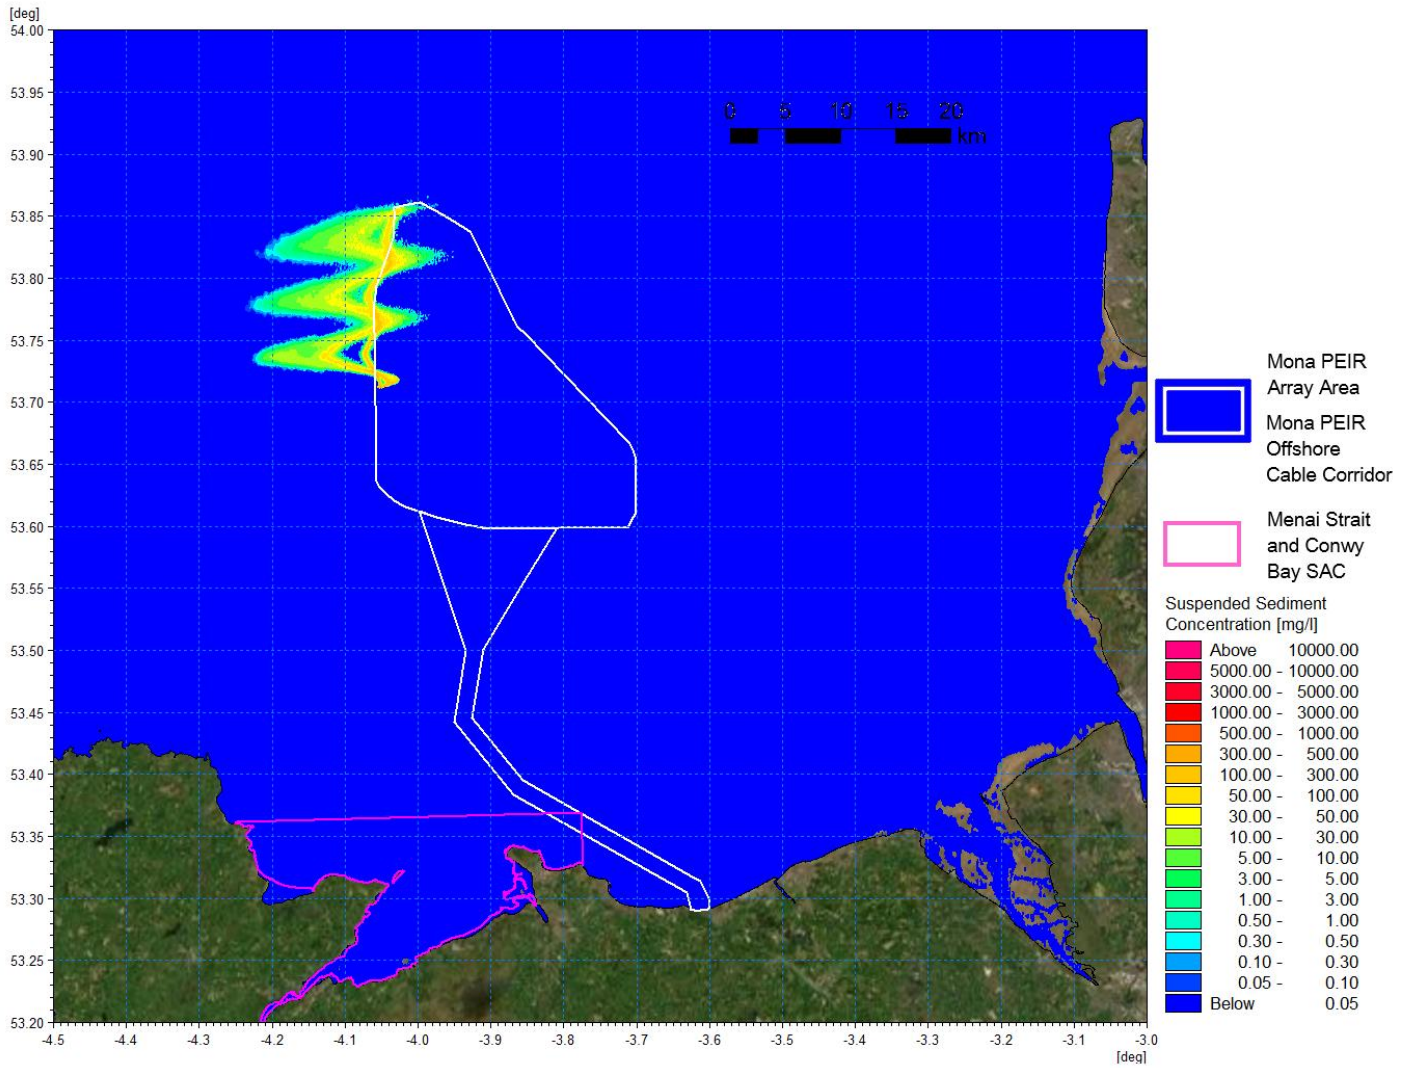 [deg]
54.00
53.95
53.90
53.85
53.80
53.75
53.70
53.65
53.60
53.55
53.50
53.45
53.40
53.35
53.30
53.25
53.20
0 5 10 15 20
km
-4.5 -4.4 -4.3 -4.2 -4.1 -4.0 -3.9 -3.8 -3.7 -3.6 -3.5 -3.4 -3.3 -3.2 -3.1 -3.0
[deg]
Mona PEIR
Array Area
Mona PEIR
Offshore
Cable Corridor
Menai Strait
and Conwy
Bay SAC
Suspended Sediment
Concentration [mg/l]
Above 10000.00
5000.00 - 10000.00
3000.00 - 5000.00
1000.00 - 3000.00
500.00 - 1000.00
300.00 - 500.00
100.00 - 300.00
50.00 - 100.00
30.00 - 50.00
10.00 - 30.00
5.00 - 10.00
3.00 - 5.00
1.00 - 3.00
0.50 - 1.00
0.30 - 0.50
0.10 - 0.30
0.05 - 0.10
Below 0.05